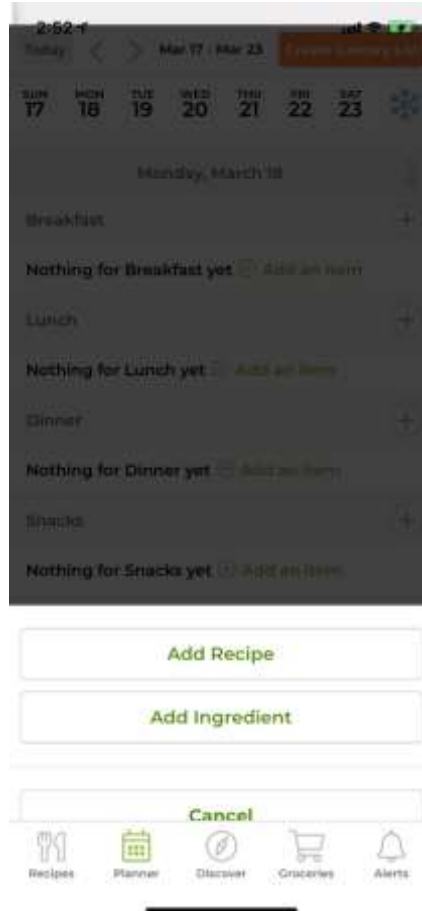 2:52
Today Mar 17 - Mar 23 Create Grocery List
SUN MON TUE WED THU FRI SAT
17 18 19 20 21 22 23
Monday, March 18
Breakfast
Nothing for Breakfast yet Add an item
Lunch
Nothing for Lunch yet Add an item
Dinner
Nothing for Dinner yet Add an item
Snacks
Nothing for Snacks yet Add an item
Add Recipe
Add Ingredient
Cancel
Recipes Planner Discover Groceries Alerts